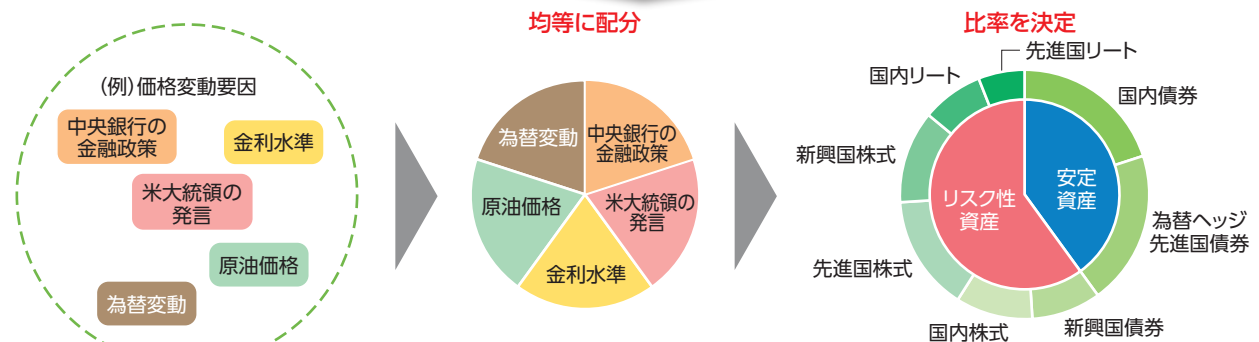 均等に配分
比率を決定
(例)価格変動要因
中央銀行の
金融政策
金利水準
米大統領の
発言
原油価格
為替変動
為替変動
中央銀行の
金融政策
原油価格
米大統領の
発言
金利水準
先進国リート
国内リート
国内債券
新興国株式
リスク性
資産
安定
資産
為替ヘッジ
先進国債券
先進国株式
国内株式
新興国債券